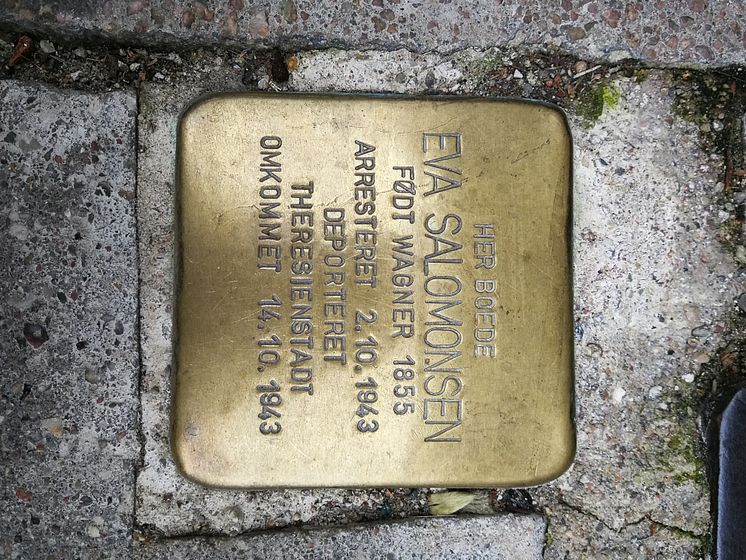 HER BOEDE
EVA SALOMONSEN
FØDT WAGNER 1855
ARRESTERET 2.10.1943
DEPORTERET
THERESIENSTADT
OMKOMMET 14.10.1943